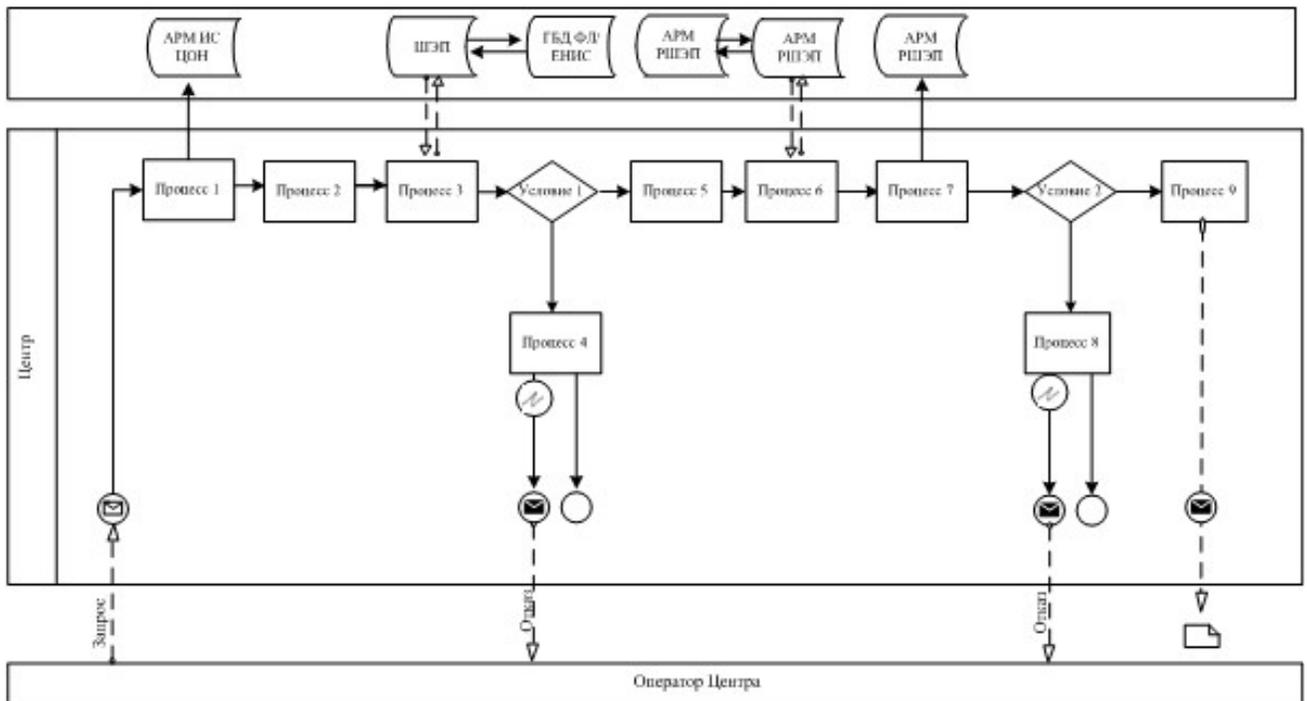 АРМ ИС
ЦОН
ШЭП
ГБД ФЛ/
ЕНИС
АРМ
РШЭП
АРМ
РШЭП
АРМ
РШЭП
Центр
Процесс 1
Процесс 2
Процесс 3
Условие 1
Процесс 5
Процесс 6
Процесс 7
Условие 2
Процесс 9
Процесс 4
Процесс 8
Запрос
Отказ
Отказ
Оператор Центра